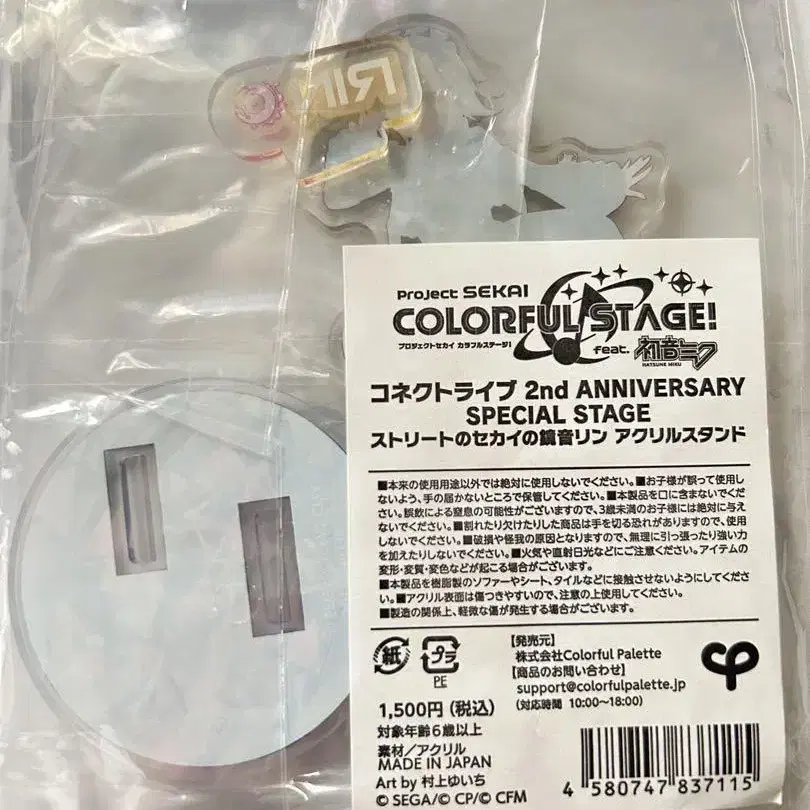 RIN
Project SEKAI
COLORFUL STAGE!
プロジェクトセカイ カラフルステージ!
feat. 初音ミク
HATSUNE MIKU
コネクトライブ 2nd ANNIVERSARY
SPECIAL STAGE
ストリートのセカイの鏡音リン アクリルスタンド
■本来の使用用途以外では絶対に使用しないでください。■お子様が誤って使用し
ないよう、手の届かないところで保管してください。■本製品を口に含まないでくだ
さい。誤飲による窒息の可能性がございますので、3歳未満のお子様には絶対に与え
ないでください。■割れたり欠けたりした商品は手を切る恐れがありますので、使用
しないでください。■破損や怪我の原因となりますので、無理に引っ張ったり強い力
を加えたりしないでください。■火気や直射日光などにご注意ください。アイテムの
変形・変質・変色などが起こる場合がございます。
■本製品を樹脂製のソファーやシート、タイルなどに接触させないようにしてくださ
い。■アクリル表面は傷つきやすいので、注意の上使用してください。
■製造の関係上、軽微な傷が発生する場合がございます。
紙
プラ
PE
【発売元】
株式会社Colorful Palette
【商品のお問い合わせ】
support@colorfulpalette.jp
(対応時間 10:00〜18:00)
1,500円(税込)
対象年齢6歳以上
素材/アクリル
MADE IN JAPAN
Art by 村上ゆいち
© SEGA/© CP/© CFM
4 580747 837115